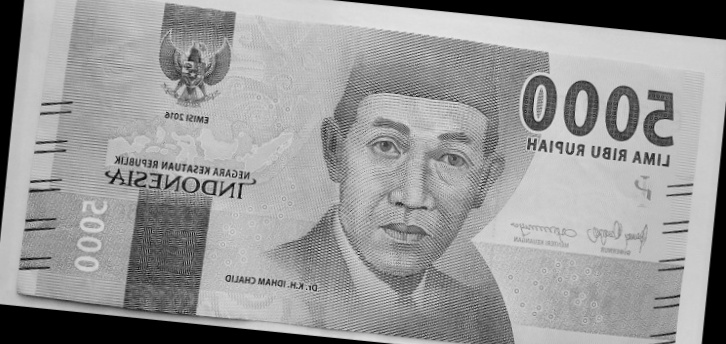 5000
LIMA RIBU RUPIAH
EMISI 2016
NEGARA KESATUAN REPUBLIK
INDONESIA
GUBERNUR
MENTERI KEUANGAN
5000
Dr. K.H. IDHAM CHALID